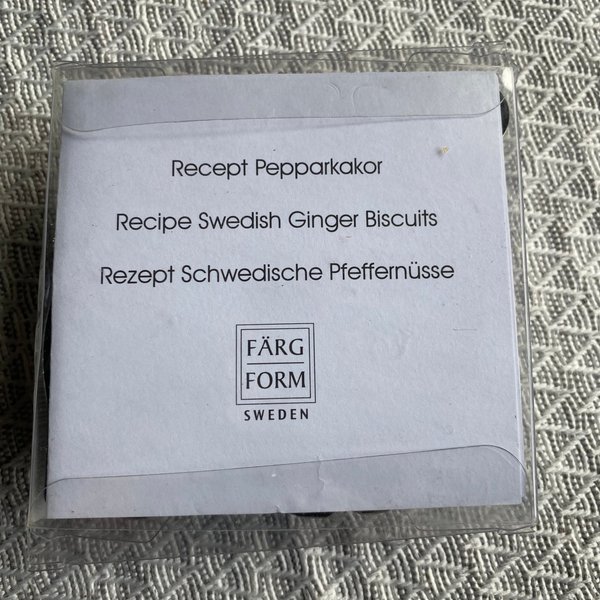 Recept Pepparkakor
Recipe Swedish Ginger Biscuits
Rezept Schwedische Pfeffernüsse
FÄRG
FORM
SWEDEN